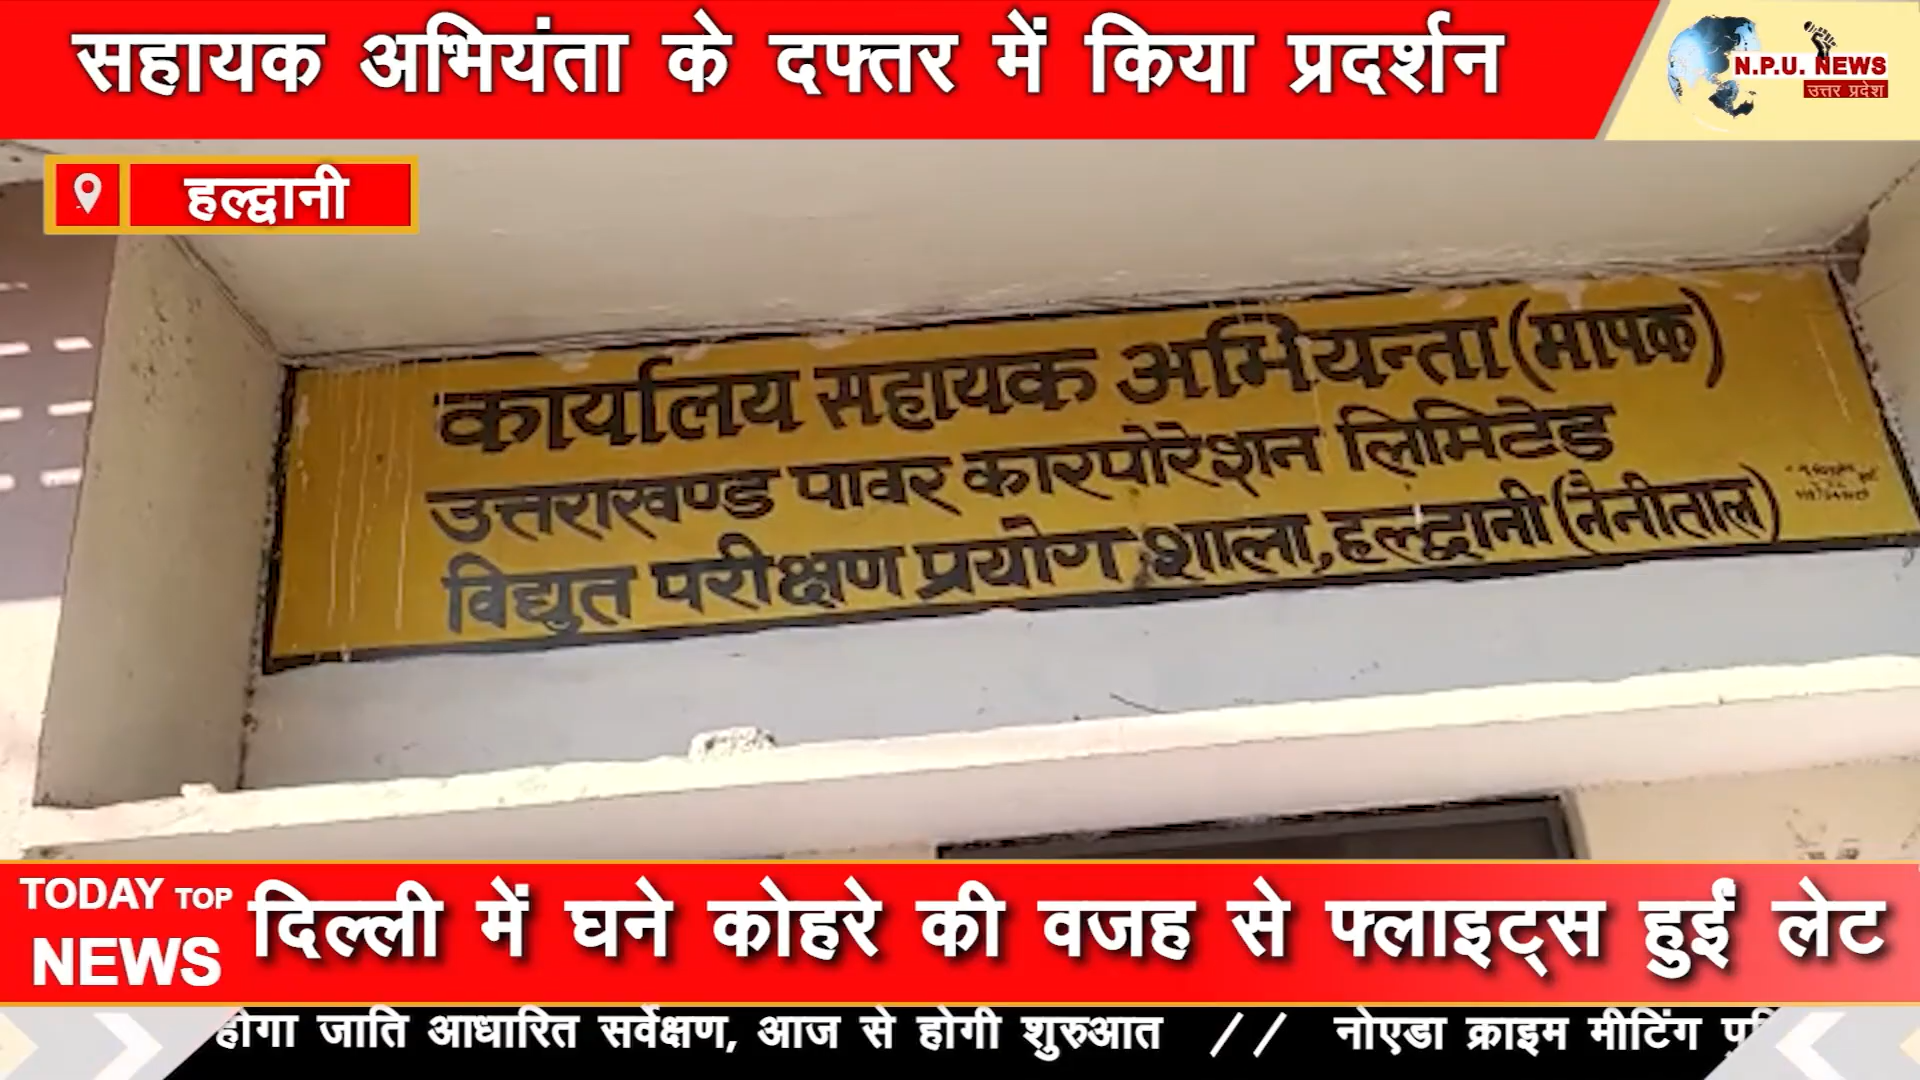 सहायक अभियंता के दफ्तर में किया प्रदर्शन
N.P.U. NEWS
उत्तर प्रदेश
हल्द्वानी
कार्यालय सहायक अभियन्ता (मापक)
उत्तराखण्ड पावर कारपोरेशन लिमिटेड
विद्युत परीक्षण प्रयोग शाला, हल्द्वानी (नैनीताल)
TODAY TOP
NEWS
दिल्ली में घने कोहरे की वजह से फ्लाइट्स हुईं लेट
होगा जाति आधारित सर्वेक्षण, आज से होगी शुरुआत // नोएडा क्राइम मीटिंग